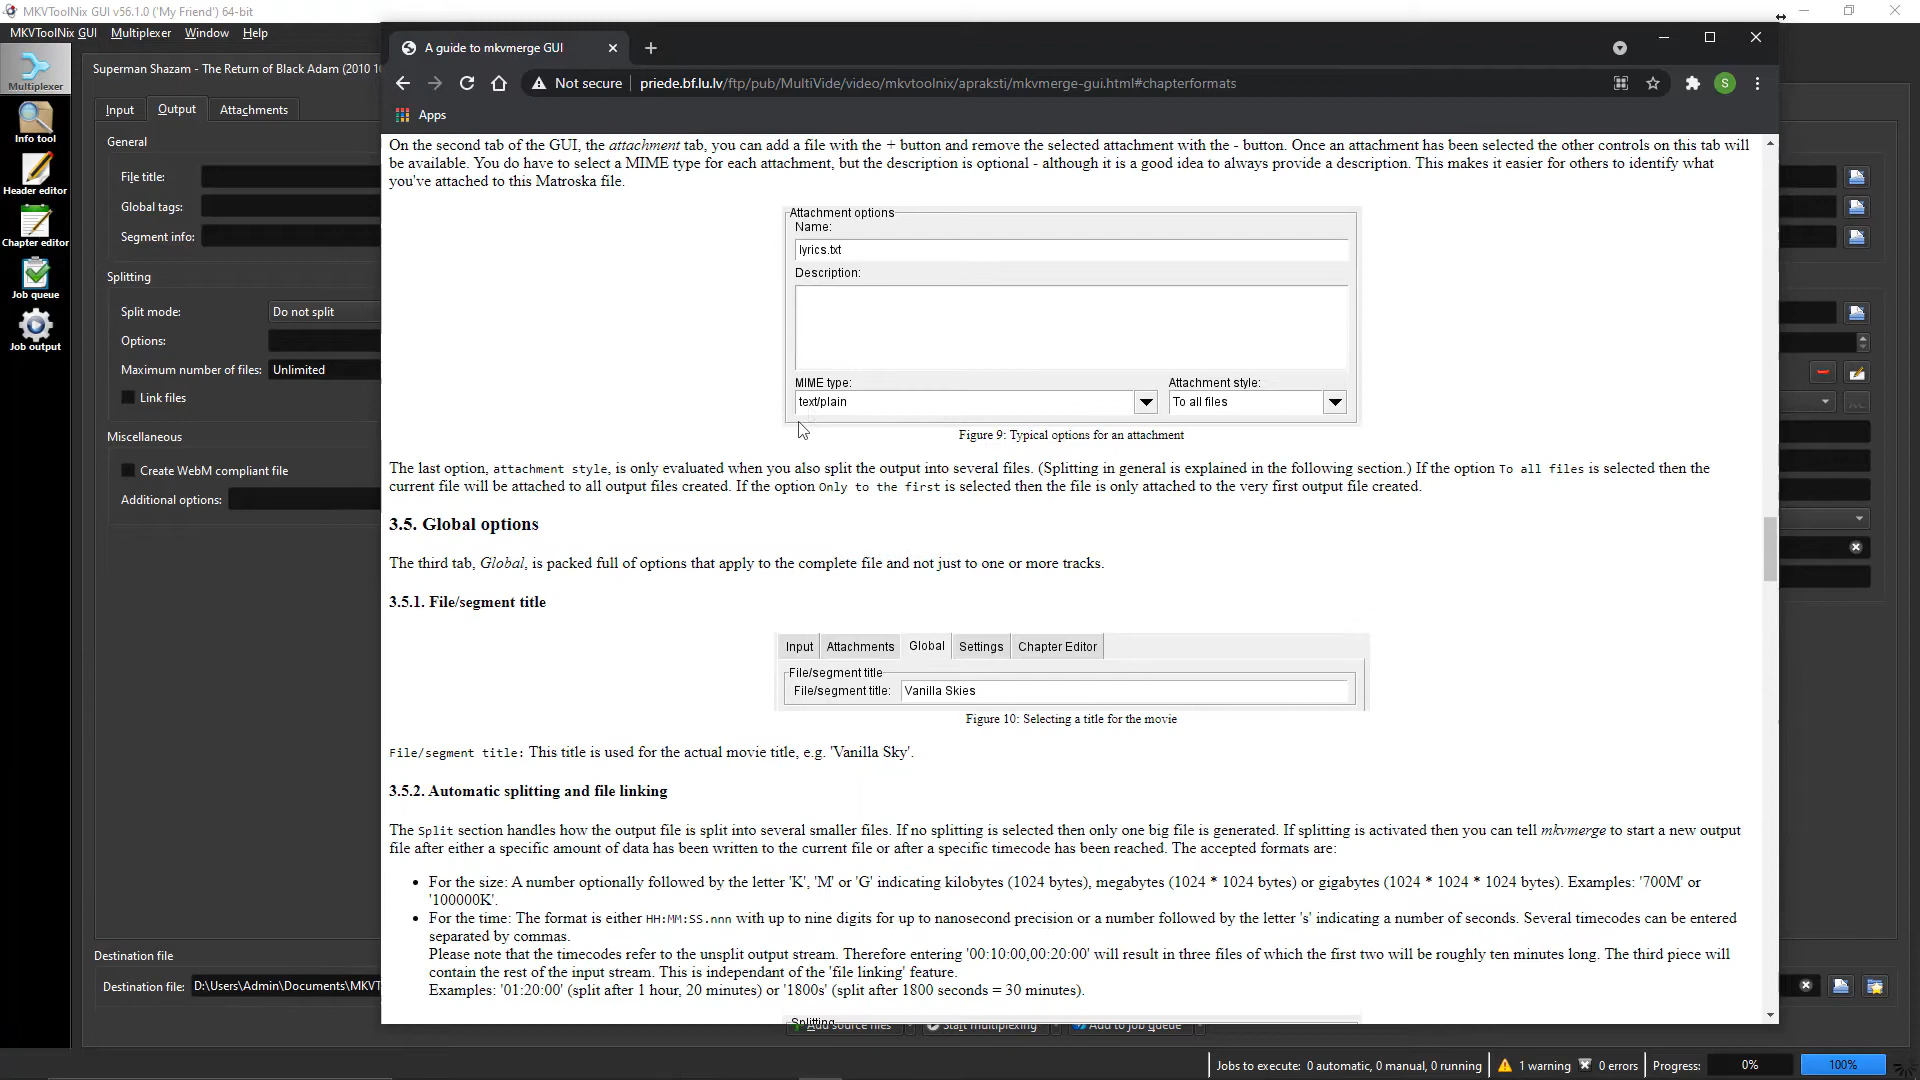 MKVToolNix GUI v56.1.0 ('My Friend') 64-bit
MKVToolNix GUI Multiplexer Window Help
Multiplexer
Info tool
Header editor
Chapter editor
Job queue
Job output
Superman Shazam - The Return of Black Adam (2010
Input Output Attachments
General
File title:
Global tags:
Segment info:
Splitting
Split mode: Do not split
Options:
Maximum number of files: Unlimited
Link files
Miscellaneous
Create WebM compliant file
Additional options:
Destination file
Destination file: D:\Users\Admin\Documents\MKVT
A guide to mkvmerge GUI
Not secure priede.bf.lu.lv/ftp/pub/MultiVide/video/mkvtoolnix/apraksti/mkvmerge-gui.html#chapterformats
S
Apps
On the second tab of the GUI, the attachment tab, you can add a file with the + button and remove the selected attachment with the - button. Once an attachment has been selected the other controls on this tab will
be available. You do have to select a MIME type for each attachment, but the description is optional - although it is a good idea to always provide a description. This makes it easier for others to identify what
you've attached to this Matroska file.
Attachment options
Name:
lyrics.txt
Description:
MIME type: Attachment style:
text/plain To all files
Figure 9: Typical options for an attachment
The last option, attachment style, is only evaluated when you also split the output into several files. (Splitting in general is explained in the following section.) If the option To all files is selected then the
current file will be attached to all output files created. If the option Only to the first is selected then the file is only attached to the very first output file created.
3.5. Global options
The third tab, Global, is packed full of options that apply to the complete file and not just to one or more tracks.
3.5.1. File/segment title
Input Attachments Global Settings Chapter Editor
File/segment title
File/segment title: Vanilla Skies
Figure 10: Selecting a title for the movie
File/segment title: This title is used for the actual movie title, e.g. 'Vanilla Sky'.
3.5.2. Automatic splitting and file linking
The Split section handles how the output file is split into several smaller files. If no splitting is selected then only one big file is generated. If splitting is activated then you can tell mkvmerge to start a new output
file after either a specific amount of data has been written to the current file or after a specific timecode has been reached. The accepted formats are:
• For the size: A number optionally followed by the letter 'K', 'M' or 'G' indicating kilobytes (1024 bytes), megabytes (1024 * 1024 bytes) or gigabytes (1024 * 1024 * 1024 bytes). Examples: '700M' or
'100000K'.
• For the time: The format is either HH:MM:SS.nnn with up to nine digits for up to nanosecond precision or a number followed by the letter 's' indicating a number of seconds. Several timecodes can be entered
separated by commas.
Please note that the timecodes refer to the unsplit output stream. Therefore entering '00:10:00,00:20:00' will result in three files of which the first two will be roughly ten minutes long. The third piece will
contain the rest of the input stream. This is independant of the 'file linking' feature.
Examples: '01:20:00' (split after 1 hour, 20 minutes) or '1800s' (split after 1800 seconds = 30 minutes).
Splitting
Add source files Start multiplexing Add to job queue
Jobs to execute: 0 automatic, 0 manual, 0 running 1 warning 0 errors Progress: 0% 100%